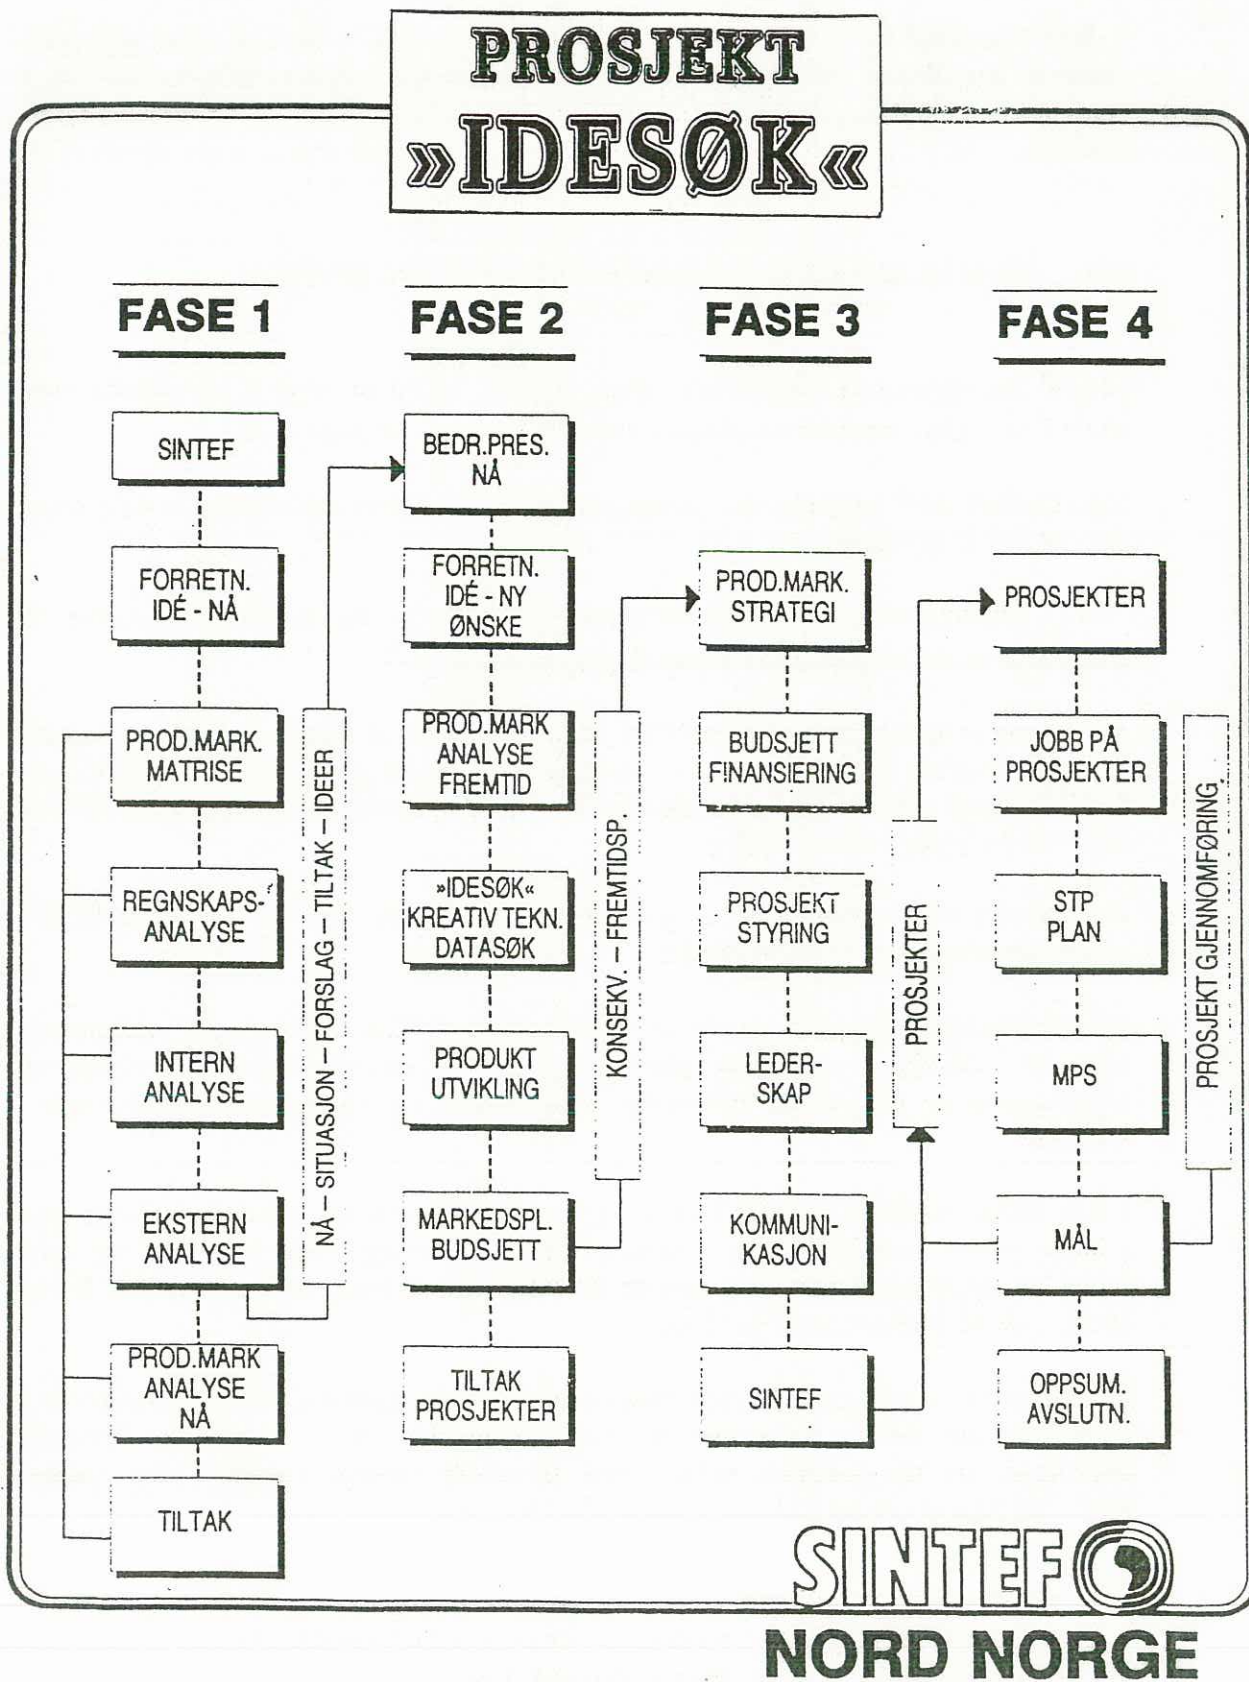 PROSJEKT
»IDESØK«
FASE 1
SINTEF
FORRETN.
IDÉ - NÅ
PROD.MARK.
MATRISE
REGNSKAPS-
ANALYSE
INTERN
ANALYSE
EKSTERN
ANALYSE
PROD.MARK
ANALYSE
NÅ
TILTAK
NÅ – SITUASJON – FORSLAG – TILTAK – IDEER
FASE 2
BEDR.PRES.
NÅ
FORRETN.
IDÉ - NY
ØNSKE
PROD.MARK
ANALYSE
FREMTID
»IDESØK«
KREATIV TEKN.
DATASØK
PRODUKT
UTVIKLING
MARKEDSPL.
BUDSJETT
TILTAK
PROSJEKTER
KONSEKV. – FREMTIDSP.
FASE 3
PROD.MARK.
STRATEGI
BUDSJETT
FINANSIERING
PROSJEKT
STYRING
LEDER-
SKAP
KOMMUNI-
KASJON
SINTEF
PROSJEKTER
FASE 4
PROSJEKTER
JOBB PÅ
PROSJEKTER
STP
PLAN
MPS
MÅL
OPPSUM.
AVSLUTN.
PROSJEKT GJENNOMFØRING
SINTEF
NORD NORGE